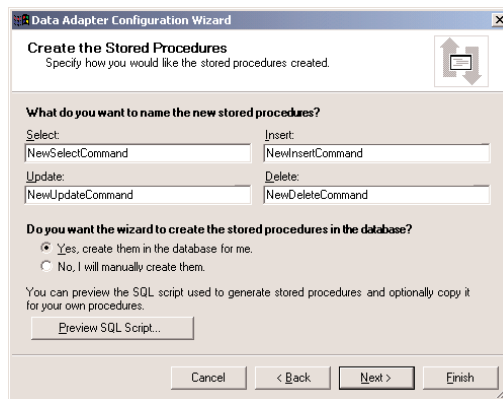 Data Adapter Configuration Wizard
Create the Stored Procedures
Specify how you would like the stored procedures created.
What do you want to name the new stored procedures?
Select: Insert:
NewSelectCommand NewInsertCommand
Update: Delete:
NewUpdateCommand NewDeleteCommand
Do you want the wizard to create the stored procedures in the database?
Yes, create them in the database for me.
No, I will manually create them.
You can preview the SQL script used to generate stored procedures and optionally copy it
for your own procedures.
Preview SQL Script...
Cancel < Back Next > Finish